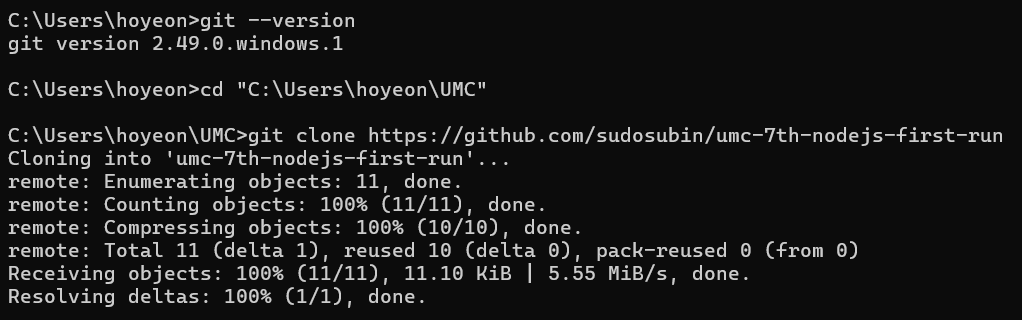 C:\Users\hoyeon>git --version
git version 2.49.0.windows.1
C:\Users\hoyeon>cd "C:\Users\hoyeon\UMC"
C:\Users\hoyeon\UMC>git clone https://github.com/sudosubin/umc-7th-nodejs-first-run
Cloning into 'umc-7th-nodejs-first-run'...
remote: Enumerating objects: 11, done.
remote: Counting objects: 100% (11/11), done.
remote: Compressing objects: 100% (10/10), done.
remote: Total 11 (delta 1), reused 10 (delta 0), pack-reused 0 (from 0)
Receiving objects: 100% (11/11), 11.10 KiB | 5.55 MiB/s, done.
Resolving deltas: 100% (1/1), done.